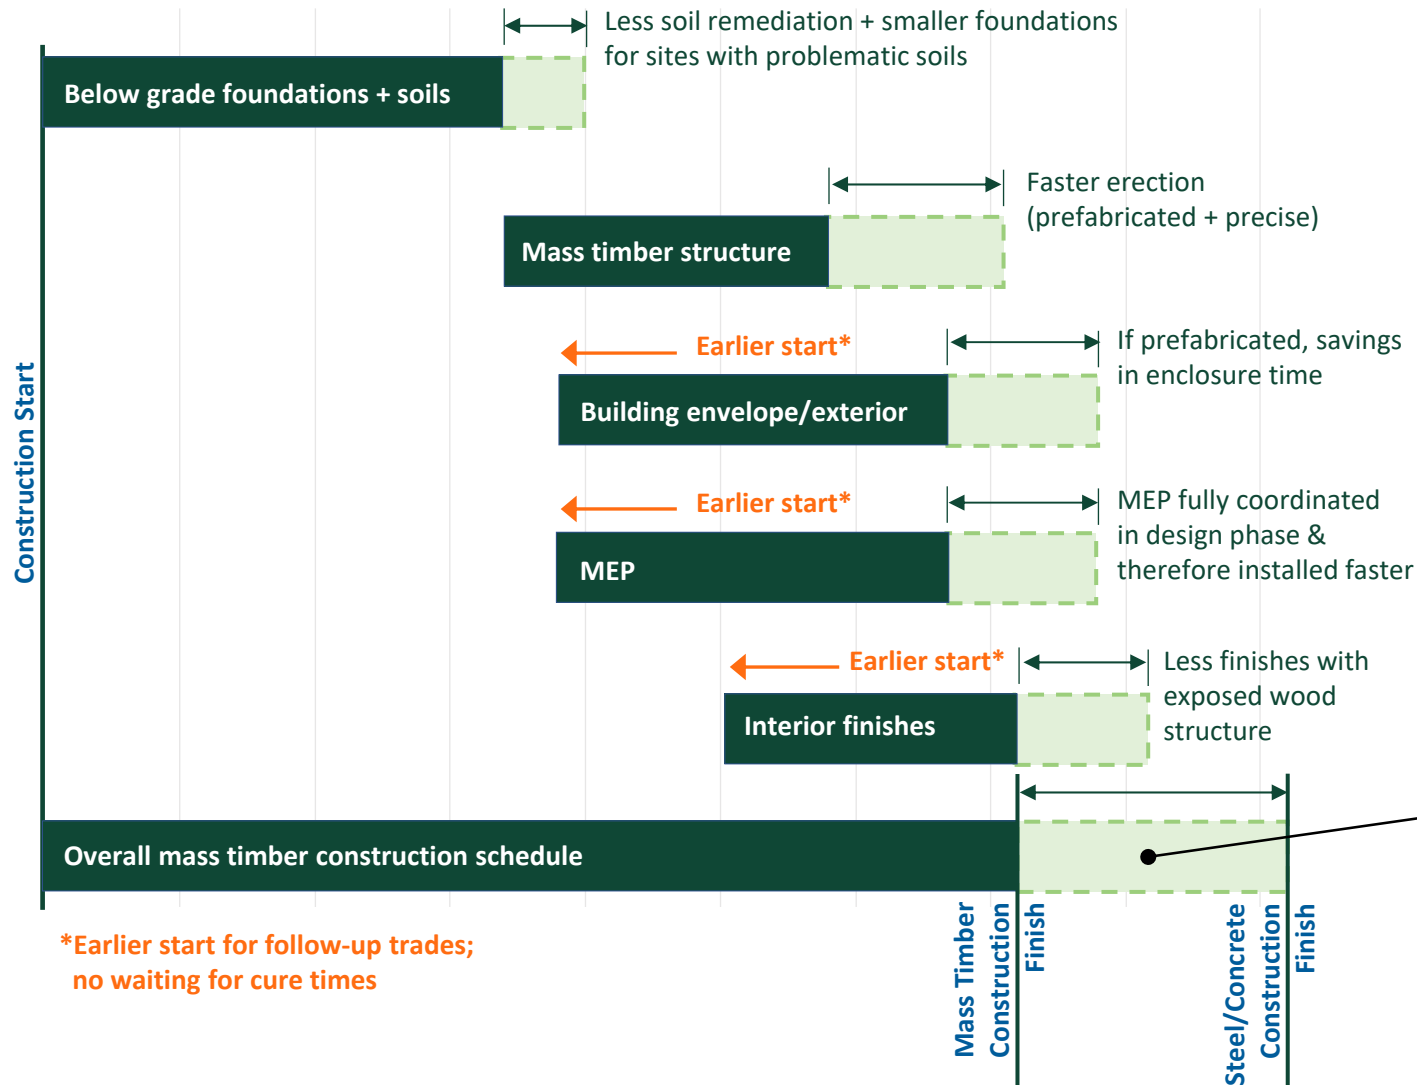 Less soil remediation + smaller foundations
for sites with problematic soils
Below grade foundations + soils
Faster erection
(prefabricated + precise)
Mass timber structure
Earlier start*
If prefabricated, savings
in enclosure time
Building envelope/exterior
Earlier start*
MEP fully coordinated
in design phase &
therefore installed faster
MEP
Earlier start*
Less finishes with
exposed wood
structure
Interior finishes
Construction Start
Overall mass timber construction schedule
*Earlier start for follow-up trades;
no waiting for cure times
Mass Timber
Construction
Finish
Steel/Concrete
Construction
Finish